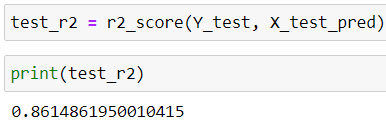 test_r2 = r2_score(Y_test, X_test_pred)
print(test_r2)
0.8614861950010415